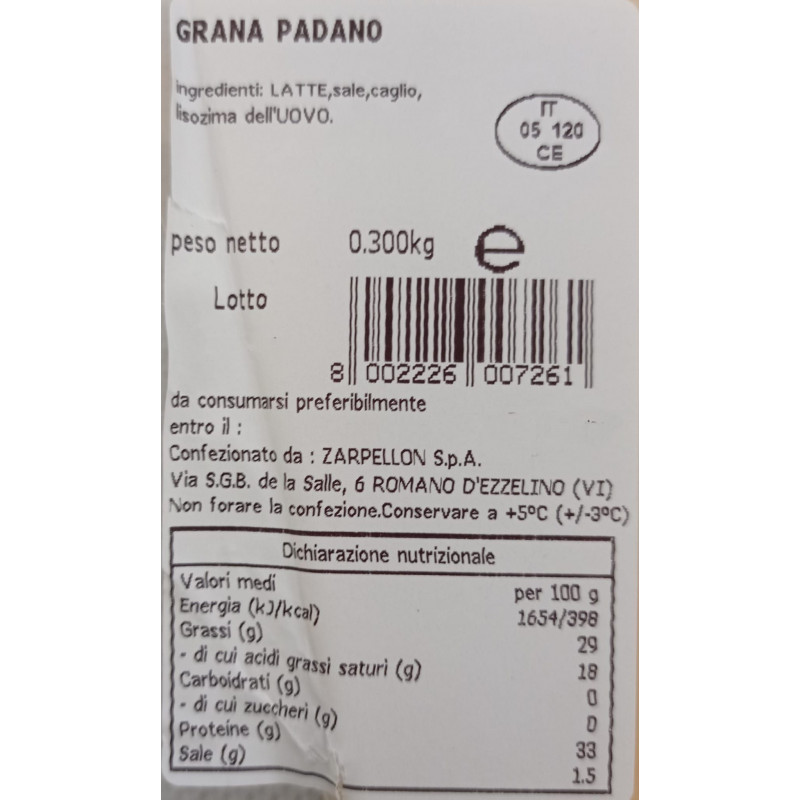 GRANA PADANO
ingredienti: LATTE,sale,caglio,
lisozima dell'UOVO.
IT
05 120
CE
peso netto 0.300kg e
Lotto
8 002226 007261
da consumarsi preferibilmente
entro il :
Confezionato da : ZARPELLON S.p.A.
Via S.G.B. de la Salle, 6 ROMANO D'EZZELINO (VI)
Non forare la confezione.Conservare a +5°C (+/-3°C)
Dichiarazione nutrizionale
Valori medi per 100 g
Energia (kJ/kcal) 1654/398
Grassi (g) 29
- di cui acidi grassi saturi (g) 18
Carboidrati (g) 0
- di cui zuccheri (g) 0
Proteine (g) 33
Sale (g) 1.5